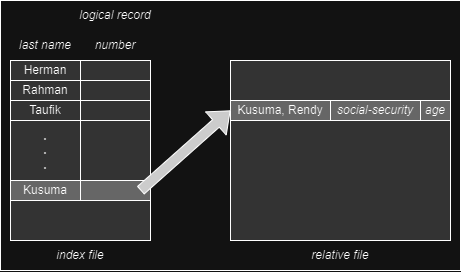 logical record
last name number
Herman
Rahman
Taufik
.
.
.
Kusuma
Kusuma, Rendy social-security age
index file relative file